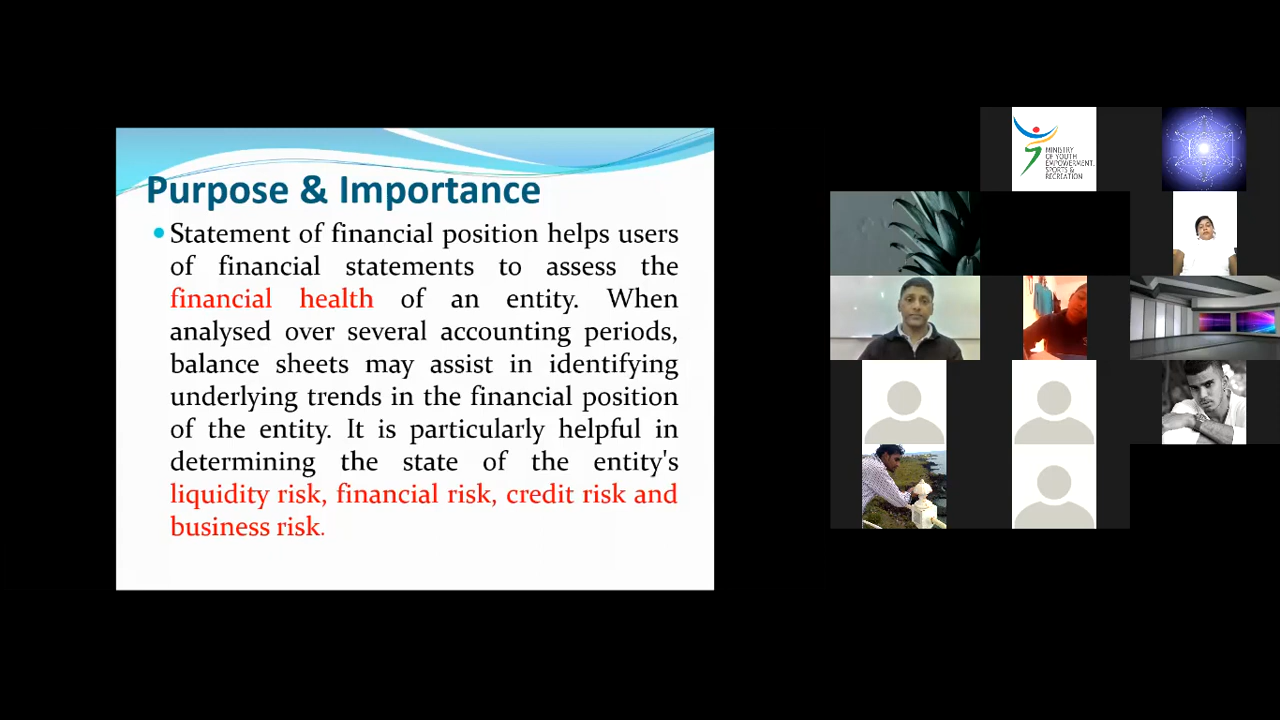 Purpose & Importance
Statement of financial position helps users
of financial statements to assess the
financial health of an entity. When
analysed over several accounting periods,
balance sheets may assist in identifying
underlying trends in the financial position
of the entity. It is particularly helpful in
determining the state of the entity's
liquidity risk, financial risk, credit risk and
business risk.
MINISTRY
OF YOUTH
EMPOWERMENT,
SPORTS &
RECREATION